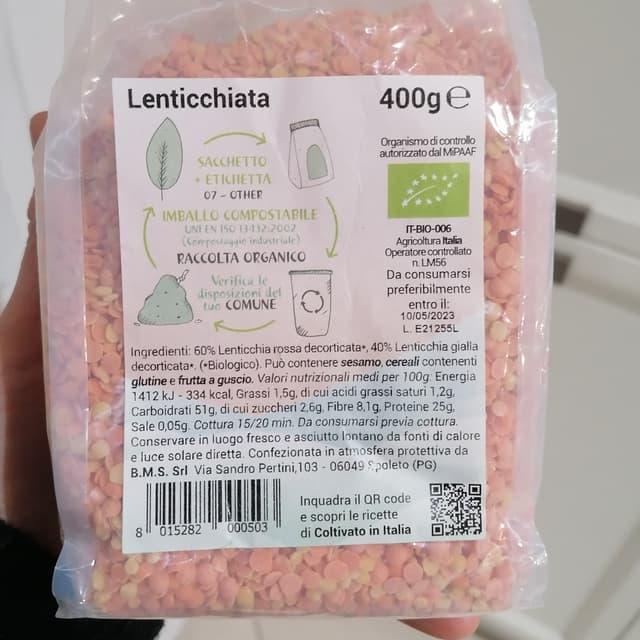 Lenticchiata
400g ℮
SACCHETTO
+ ETICHETTA
07 - OTHER
IMBALLO COMPOSTABILE
UNI EN ISO 13432:2002
(Compostaggio industriale)
RACCOLTA ORGANICO
Verifica le
disposizioni del
tuo COMUNE
Organismo di controllo
autorizzato dal MiPAAF
IT-BIO-006
Agricoltura Italia
Operatore controllato
n. LM56
Da consumarsi
preferibilmente
entro il:
10/05/2023
L. E21255L
Ingredienti: 60% Lenticchia rossa decorticata*, 40% Lenticchia gialla
decorticata*. (*Biologico). Può contenere sesamo, cereali contenenti
glutine e frutta a guscio. Valori nutrizionali medi per 100g: Energia
1412 kJ - 334 kcal, Grassi 1,5g, di cui acidi grassi saturi 1,2g,
Carboidrati 51g, di cui zuccheri 2,6g, Fibre 8,1g, Proteine 25g,
Sale 0,05g. Cottura 15/20 min. Da consumarsi previa cottura.
Conservare in luogo fresco e asciutto lontano da fonti di calore
e luce solare diretta. Confezionata in atmosfera protettiva da
B.M.S. Srl Via Sandro Pertini,103 - 06049 Spoleto (PG)
8 015282 000503
Inquadra il QR code
e scopri le ricette
di Coltivato in Italia